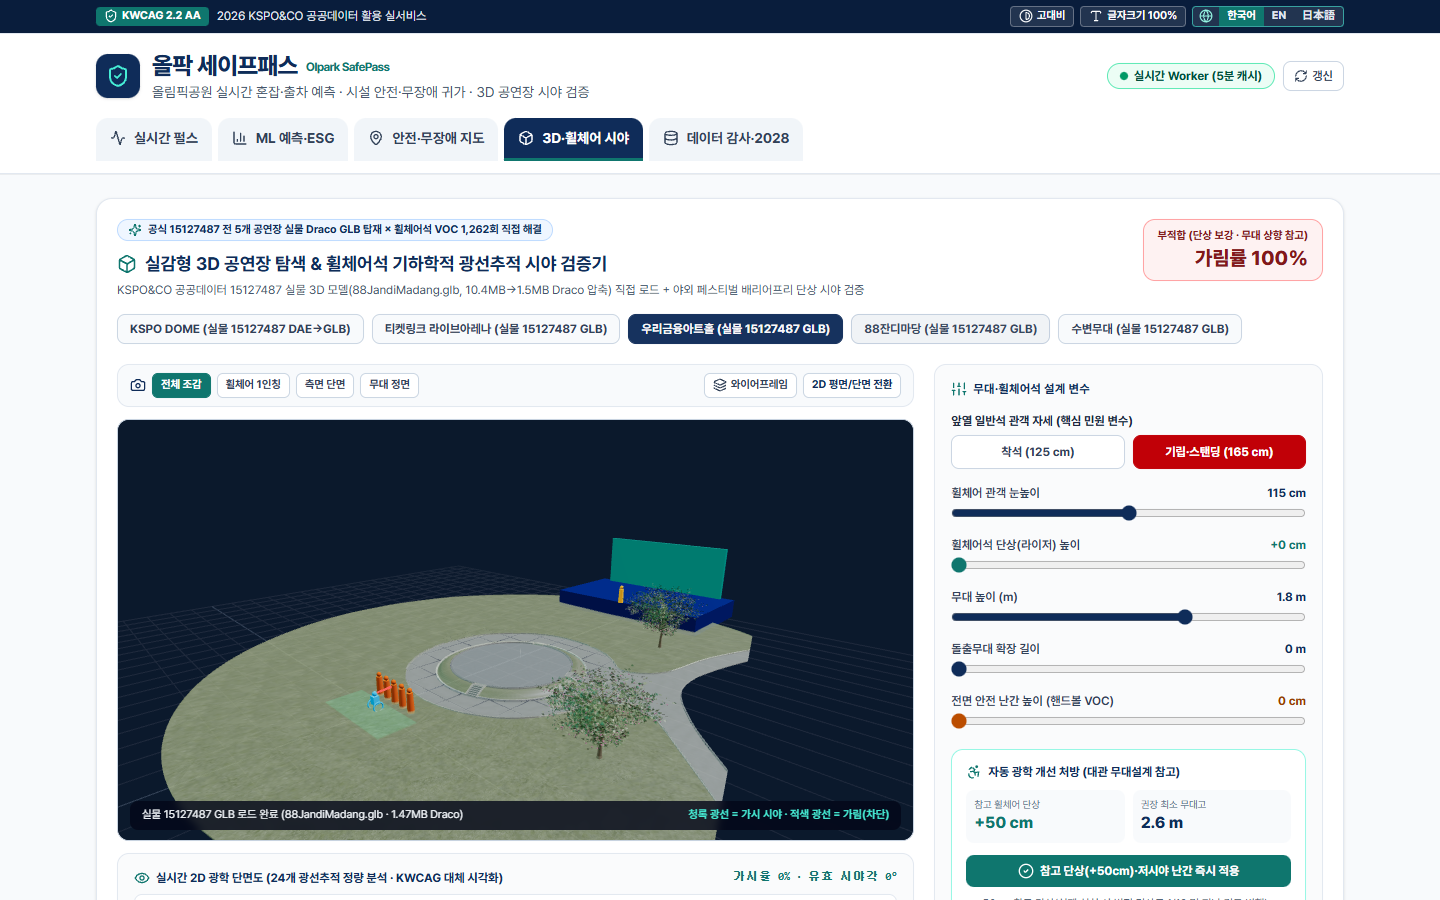 KWCAG 2.2 AA 2026 KSPO&CO 공공데이터 활용 실서비스
고대비 글자크기 100% 한국어 EN 日本語
올팍 세이프패스 Olpark SafePass
올림픽공원 실시간 혼잡·출차 예측 · 시설 안전·무장애 귀가 · 3D 공연장 시야 검증
실시간 Worker (5분 캐시) 갱신
실시간 펄스 ML 예측·ESG 안전·무장애 지도 3D·휠체어 시야 데이터 감사·2028
공식 15127487 전 5개 공연장 실물 Draco GLB 탑재 × 휠체어석 VOC 1,262회 직접 해결
실감형 3D 공연장 탐색 & 휠체어석 기하학적 광선추적 시야 검증기
KSPO&CO 공공데이터 15127487 실물 3D 모델(88JandiMadang.glb, 10.4MB→1.5MB Draco 압축) 직접 로드 + 야외 페스티벌 배리어프리 단상 시야 검증
부적합 (단상 보강 · 무대 상향 참고)
가림률 100%
KSPO DOME (실물 15127487 DAE→GLB) 티켓링크 라이브아레나 (실물 15127487 GLB) 우리금융아트홀 (실물 15127487 GLB) 88잔디마당 (실물 15127487 GLB) 수변무대 (실물 15127487 GLB)
전체 조감 휠체어 1인칭 측면 단면 무대 정면 와이어프레임 2D 평면/단면 전환
실물 15127487 GLB 로드 완료 (88JandiMadang.glb · 1.47MB Draco) 청록 광선 = 가시 시야 · 적색 광선 = 가림(차단)
실시간 2D 광학 단면도 (24개 광선추적 정량 분석 · KWCAG 대체 시각화) 가시율 0% · 유효 시야각 0°
무대·휠체어석 설계 변수
앞열 일반석 관객 자세 (핵심 민원 변수)
착석 (125 cm) 기립·스탠딩 (165 cm)
휠체어 관객 눈높이 115 cm
휠체어석 단상(라이저) 높이 +0 cm
무대 높이 (m) 1.8 m
돌출무대 확장 길이 0 m
전면 안전 난간 높이 (핸드볼 VOC) 0 cm
자동 광학 개선 처방 (대관 무대설계 참고)
참고 휠체어 단상 권장 최소 무대고
+50 cm 2.6 m
참고 단상(+50cm)·저시야 난간 즉시 적용